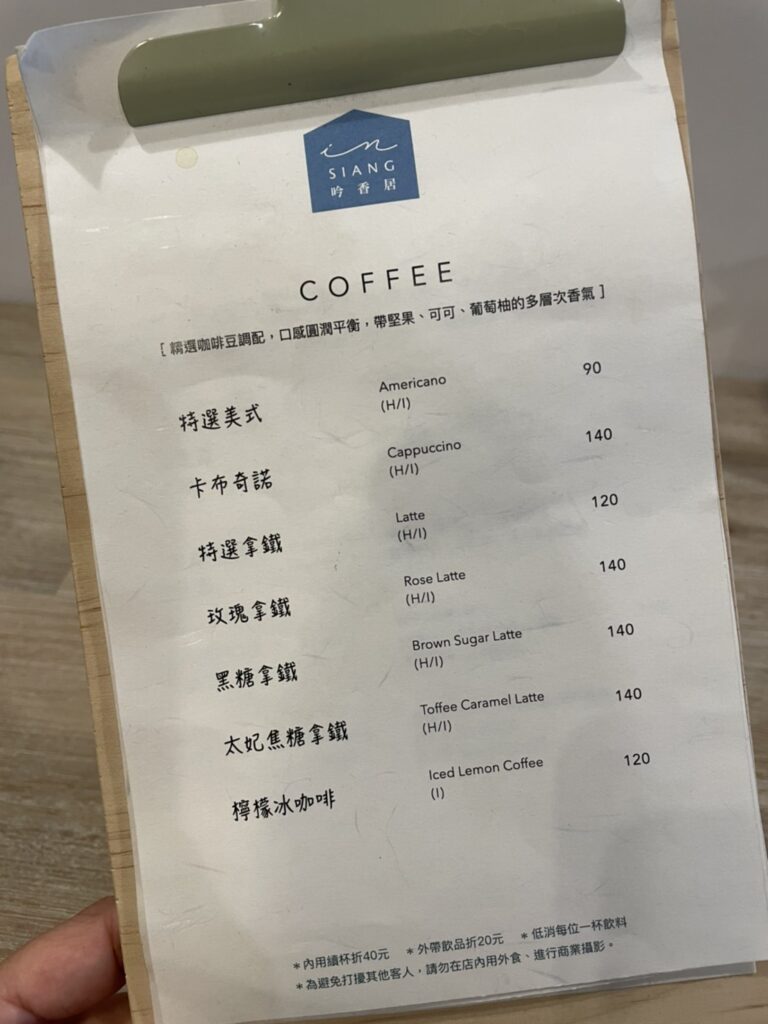 in
SIANG
吟香居
COFFEE
[ 精選咖啡豆調配，口感圓潤平衡，帶堅果、可可、葡萄柚的多層次香氣 ]
特選美式 Americano (H/I) 90
卡布奇諾 Cappuccino (H/I) 140
特選拿鐵 Latte (H/I) 120
玫瑰拿鐵 Rose Latte (H/I) 140
黑糖拿鐵 Brown Sugar Latte (H/I) 140
太妃焦糖拿鐵 Toffee Caramel Latte (H/I) 140
檸檬冰咖啡 Iced Lemon Coffee (I) 120
＊內用續杯折40元 ＊外帶飲品折20元 ＊低消每位一杯飲料
＊為避免打擾其他客人，請勿在店內用外食、進行商業攝影。